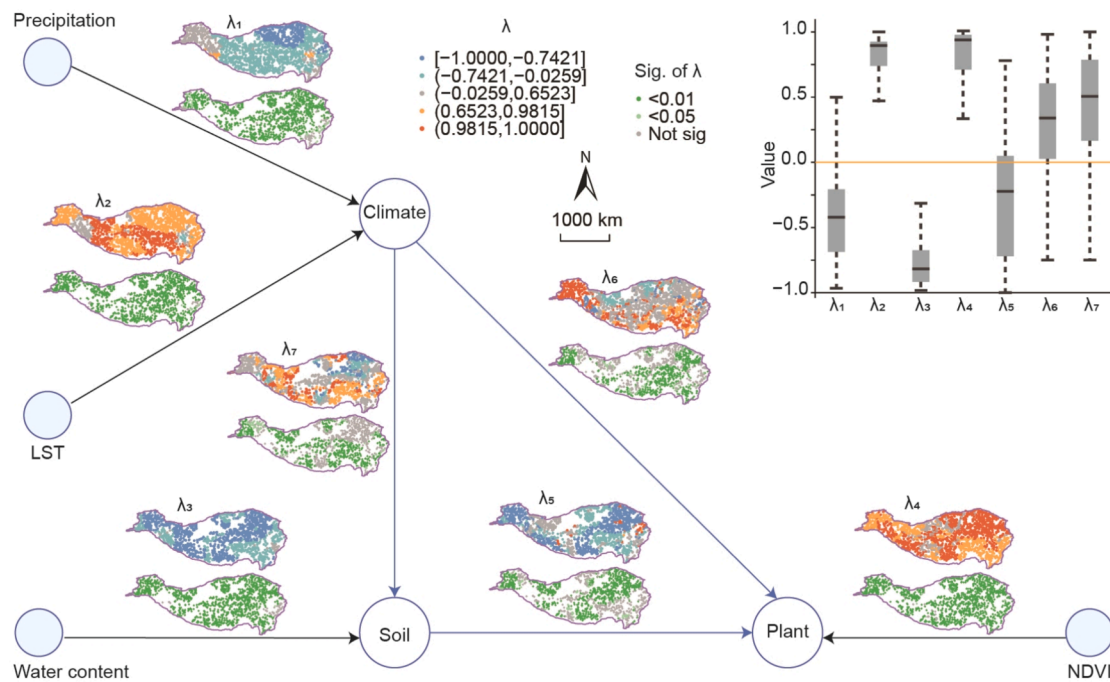 Precipitation
λ₁
λ
[−1.0000,−0.7421]
(−0.7421,−0.0259]
(−0.0259,0.6523]
(0.6523,0.9815]
(0.9815,1.0000]
Sig. of λ
<0.01
<0.05
Not sig
N
1000 km
Value
1.0
0.5
0.0
−0.5
−1.0
λ₁ λ₂ λ₃ λ₄ λ₅ λ₆ λ₇
λ₂
Climate
λ₆
λ₇
LST
λ₃
λ₅
λ₄
Soil
Plant
Water content
NDVI